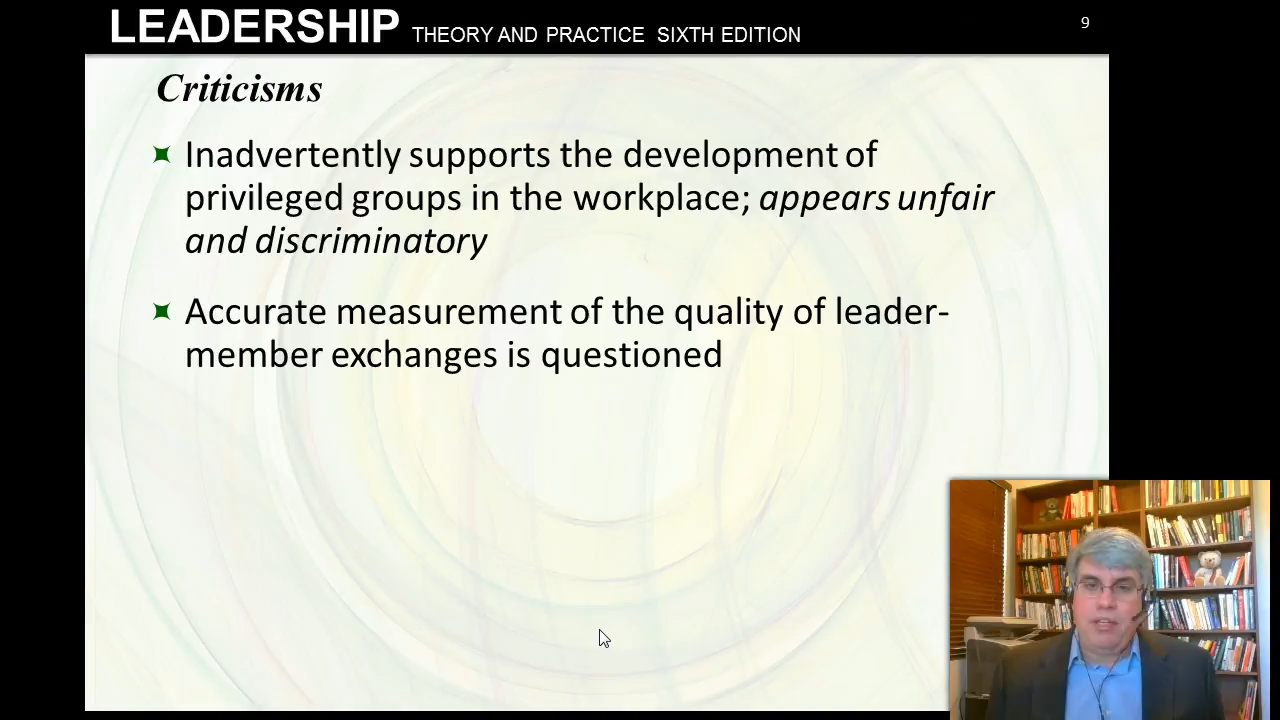 LEADERSHIP THEORY AND PRACTICE SIXTH EDITION
9
Criticisms
Inadvertently supports the development of
privileged groups in the workplace; appears unfair
and discriminatory
Accurate measurement of the quality of leader-
member exchanges is questioned